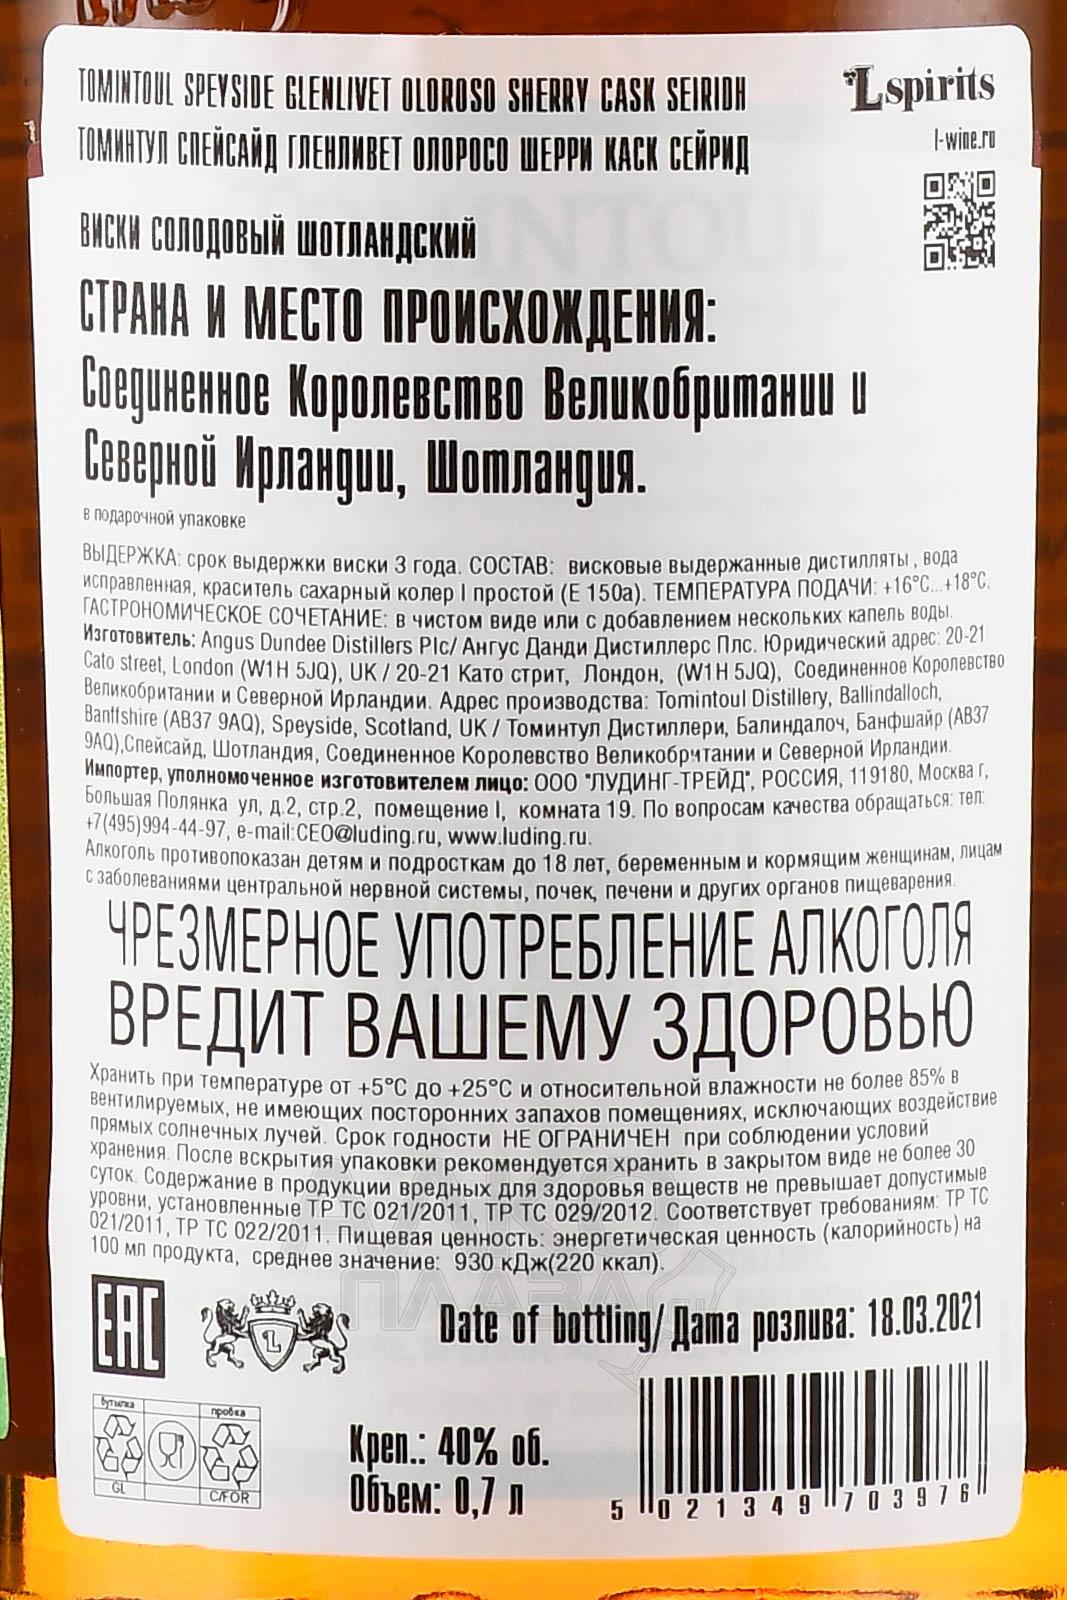 TOMINTOUL SPEYSIDE GLENLIVET OLOROSO SHERRY CASK SEIRIDH
ТОМИНТУЛ СПЕЙСАЙД ГЛЕНЛИВЕТ ОЛОРОСО ШЕРРИ КАСК СЕЙРИД
L spirits
l-wine.ru
ВИСКИ СОЛОДОВЫЙ ШОТЛАНДСКИЙ
СТРАНА И МЕСТО ПРОИСХОЖДЕНИЯ:
Соединенное Королевство Великобритании и
Северной Ирландии, Шотландия.
в подарочной упаковке
ВЫДЕРЖКА: срок выдержки виски 3 года. СОСТАВ: висковые выдержанные дистилляты, вода
исправленная, краситель сахарный колер I простой (Е 150а). ТЕМПЕРАТУРА ПОДАЧИ: +16°С...+18°С.
ГАСТРОНОМИЧЕСКОЕ СОЧЕТАНИЕ: в чистом виде или с добавлением нескольких капель воды.
Изготовитель: Angus Dundee Distillers Plc/ Ангус Данди Дистиллерс Плс. Юридический адрес: 20-21
Cato street, London (W1H 5JQ), UK / 20-21 Като стрит, Лондон, (W1H 5JQ), Соединенное Королевство
Великобритании и Северной Ирландии. Адрес производства: Tomintoul Distillery, Ballindalloch,
Banffshire (AB37 9AQ), Speyside, Scotland, UK / Томинтул Дистиллери, Балиндалоч, Банфшайр (AB37
9AQ),Спейсайд, Шотландия, Соединенное Королевство Великобритании и Северной Ирландии.
Импортер, уполномоченное изготовителем лицо: ООО "ЛУДИНГ-ТРЕЙД", РОССИЯ, 119180, Москва г,
Большая Полянка ул, д.2, стр.2, помещение I, комната 19. По вопросам качества обращаться: тел:
+7(495)994-44-97, e-mail:CEO@luding.ru, www.luding.ru.
Алкоголь противопоказан детям и подросткам до 18 лет, беременным и кормящим женщинам, лицам
с заболеваниями центральной нервной системы, почек, печени и других органов пищеварения.
ЧРЕЗМЕРНОЕ УПОТРЕБЛЕНИЕ АЛКОГОЛЯ
ВРЕДИТ ВАШЕМУ ЗДОРОВЬЮ
Хранить при температуре от +5°С до +25°С и относительной влажности не более 85% в
вентилируемых, не имеющих посторонних запахов помещениях, исключающих воздействие
прямых солнечных лучей. Срок годности НЕ ОГРАНИЧЕН при соблюдении условий
хранения. После вскрытия упаковки рекомендуется хранить в закрытом виде не более 30
суток. Содержание в продукции вредных для здоровья веществ не превышает допустимые
уровни, установленные ТР ТС 021/2011, ТР ТС 029/2012. Соответствует требованиям: ТР ТС
021/2011, ТР ТС 022/2011. Пищевая ценность: энергетическая ценность (калорийность) на
100 мл продукта, среднее значение: 930 кДж(220 ккал).
АЛКО
ПЛАЗА.ru
EAC
L
Date of bottling/ Дата розлива: 18.03.2021
бутылка
пробка
GL
C/FOR
Креп.: 40% об.
Объем: 0,7 л
5 021349 703976